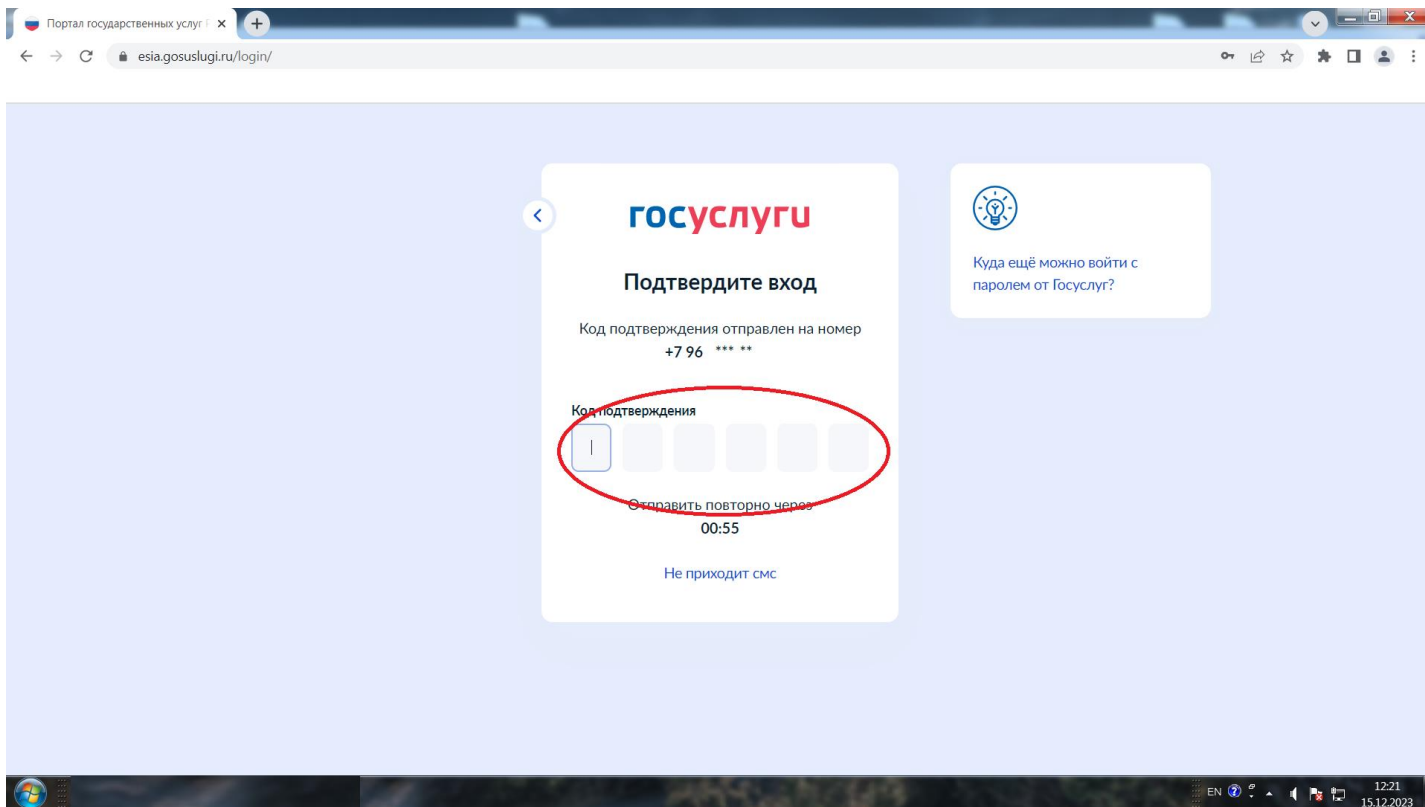 Портал государственных услуг
esia.gosuslugi.ru/login/
госуслуги
Подтвердите вход
Код подтверждения отправлен на номер
+7 96 *** **
Код подтверждения
Отправить повторно через
00:55
Не приходит смс
Куда ещё можно войти с
паролем от Госуслуг?
EN
12:21
15.12.2023